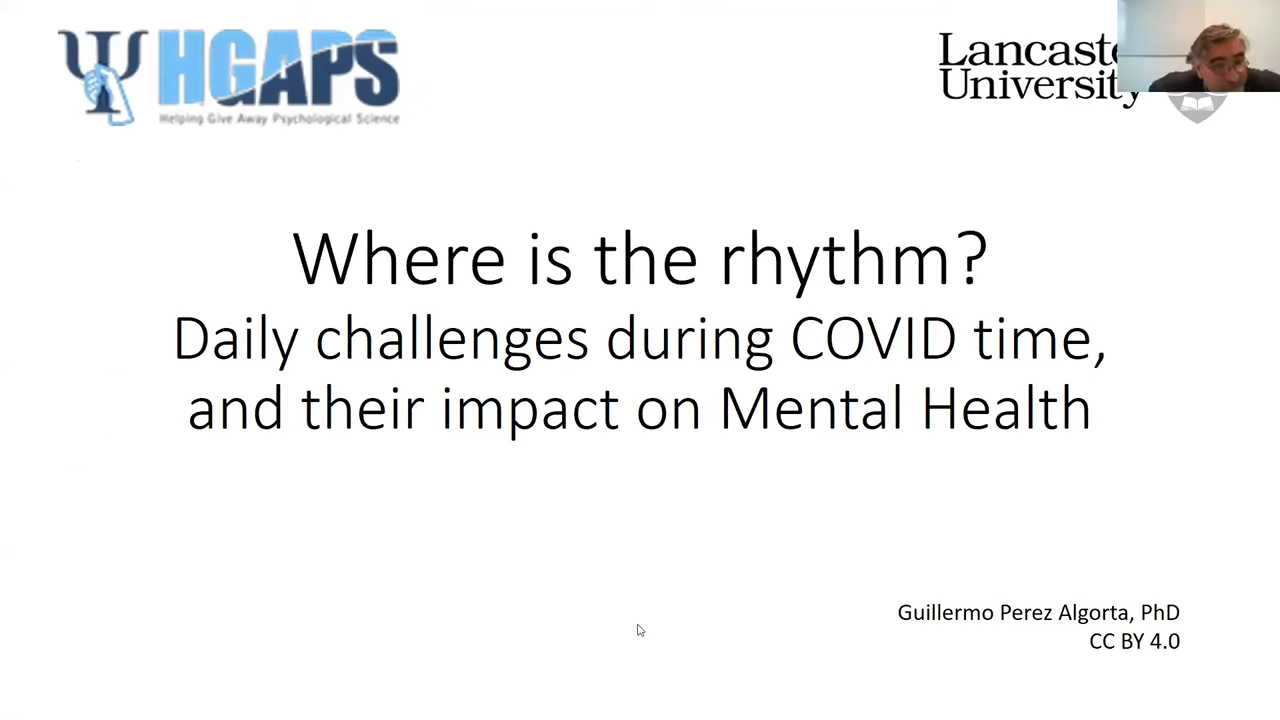 HGAPS
Helping Give Away Psychological Science
Lancaste
University
Where is the rhythm?
Daily challenges during COVID time,
and their impact on Mental Health
Guillermo Perez Algorta, PhD
CC BY 4.0